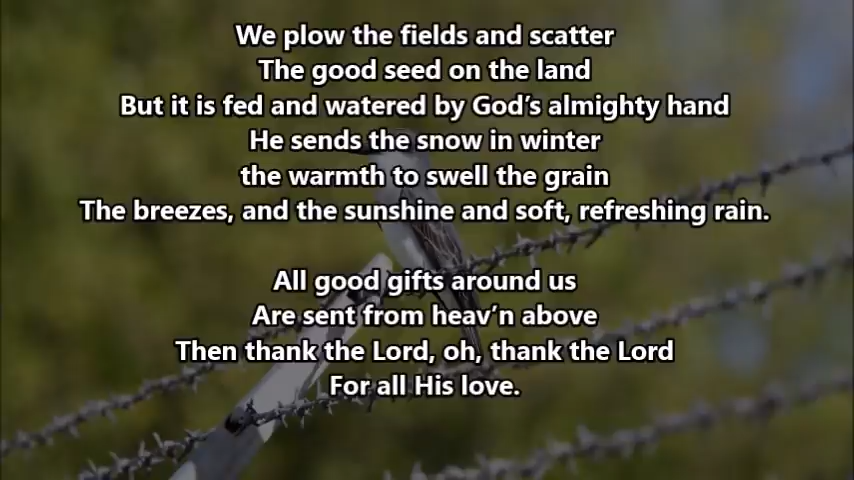 We plow the fields and scatter
The good seed on the land
But it is fed and watered by God’s almighty hand
He sends the snow in winter
the warmth to swell the grain
The breezes, and the sunshine and soft, refreshing rain.
All good gifts around us
Are sent from heav’n above
Then thank the Lord, oh, thank the Lord
For all His love.